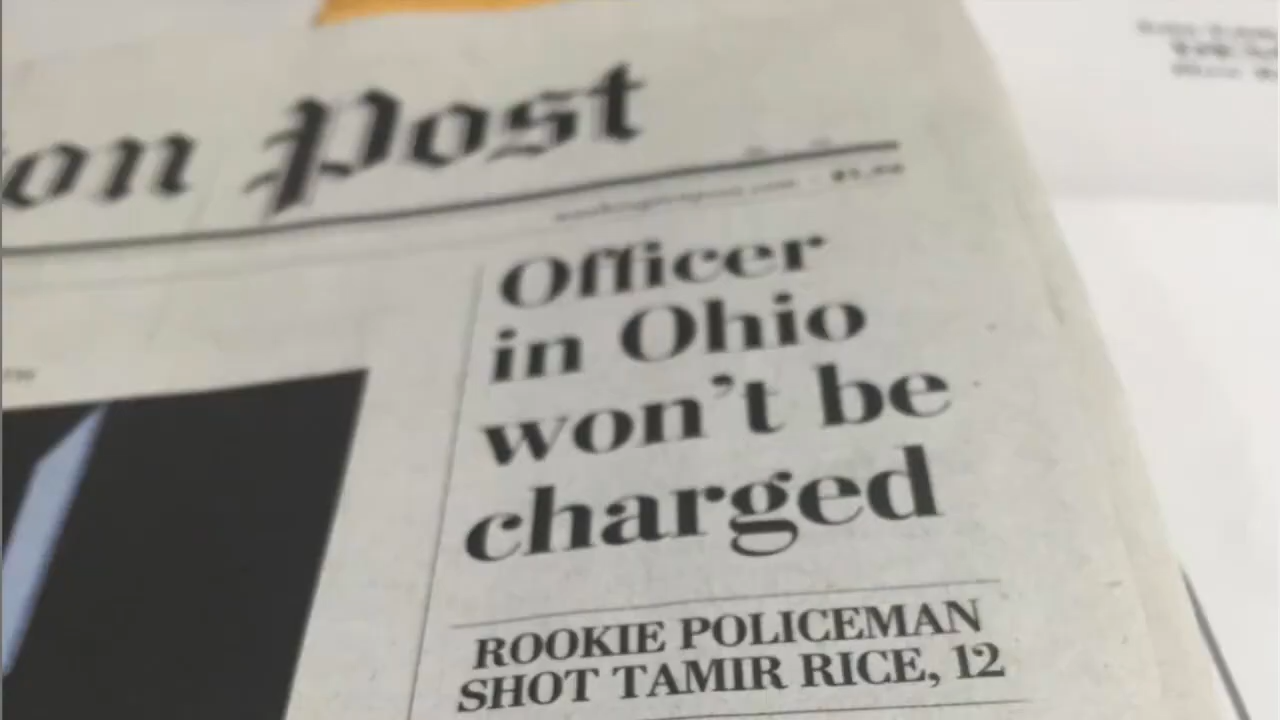 on Post
Officer
in Ohio
won't be
charged
ROOKIE POLICEMAN
SHOT TAMIR RICE, 12